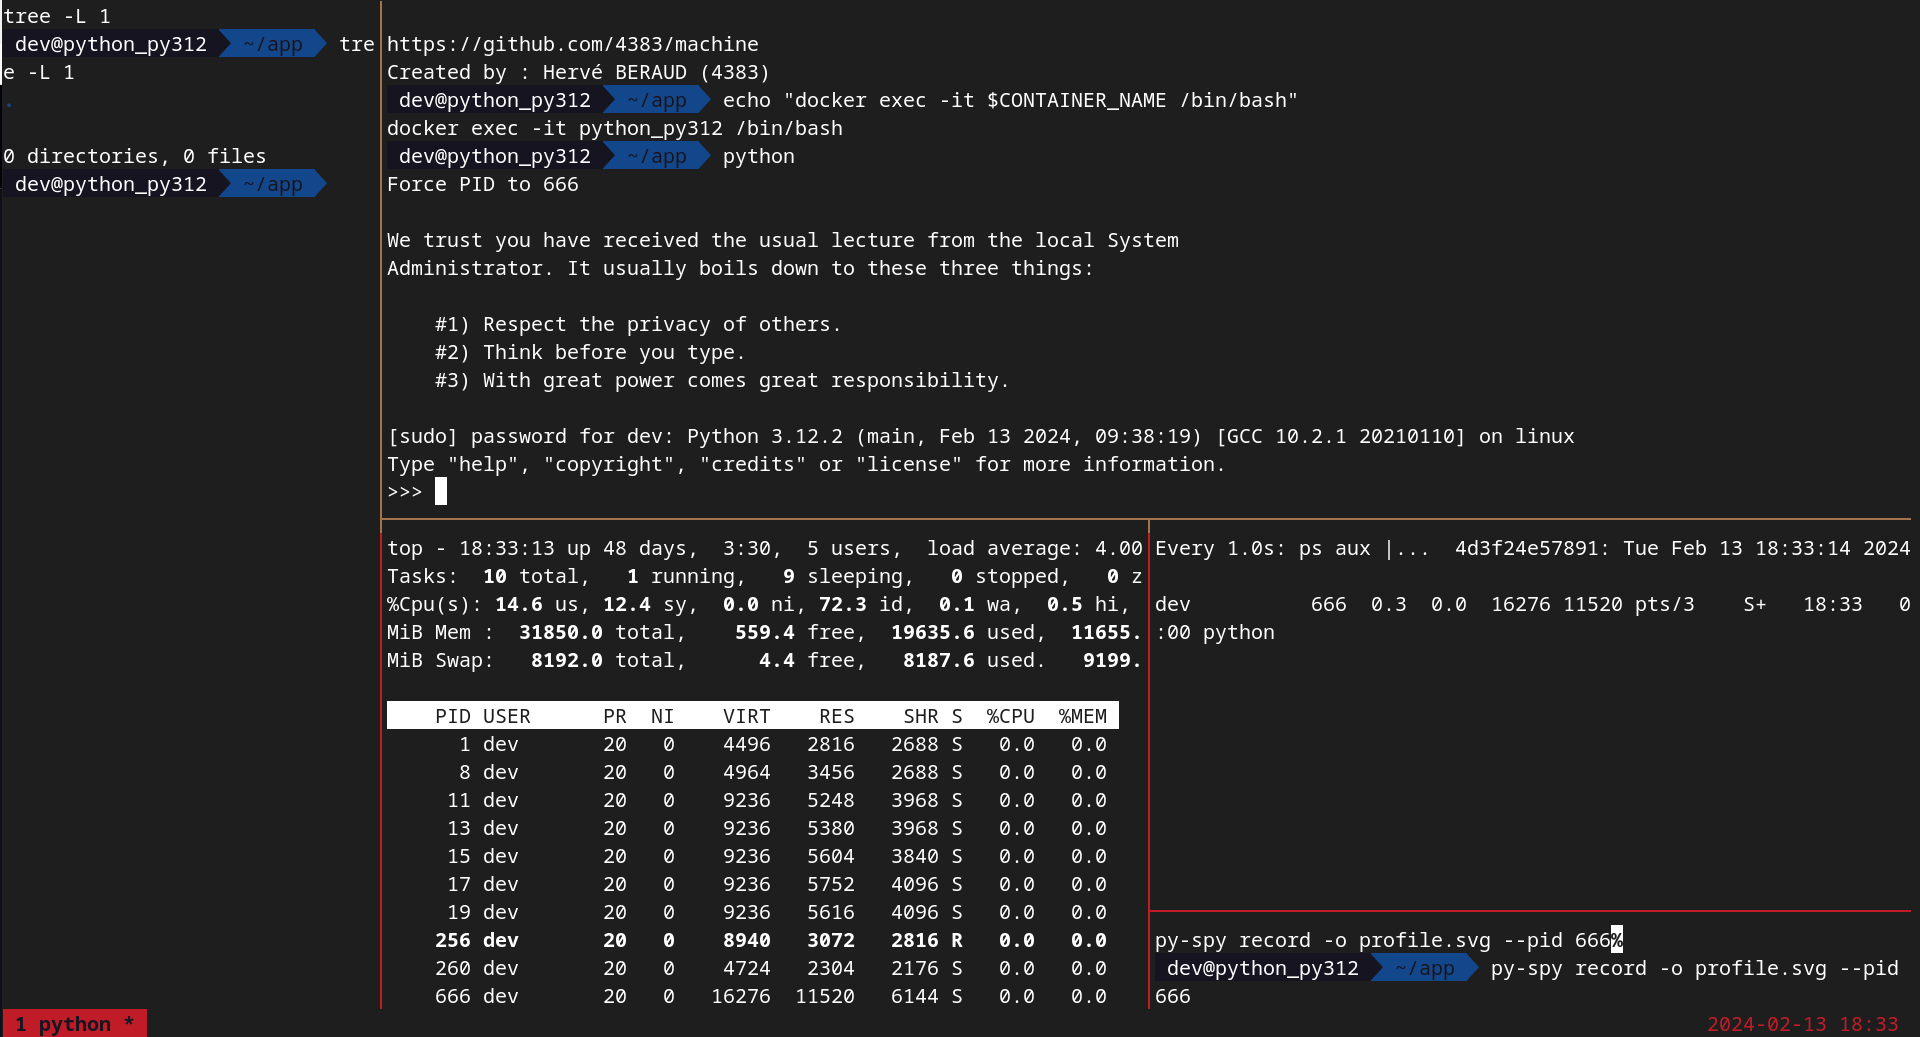 tree -L 1
dev@python_py312 ~/app tre
e -L 1
.
0 directories, 0 files
dev@python_py312 ~/app
https://github.com/4383/machine
Created by : Hervé BERAUD (4383)
dev@python_py312 ~/app echo "docker exec -it $CONTAINER_NAME /bin/bash"
docker exec -it python_py312 /bin/bash
dev@python_py312 ~/app python
Force PID to 666
We trust you have received the usual lecture from the local System
Administrator. It usually boils down to these three things:
#1) Respect the privacy of others.
#2) Think before you type.
#3) With great power comes great responsibility.
[sudo] password for dev: Python 3.12.2 (main, Feb 13 2024, 09:38:19) [GCC 10.2.1 20210110] on linux
Type "help", "copyright", "credits" or "license" for more information.
>>>
top - 18:33:13 up 48 days,  3:30,  5 users,  load average: 4.00
Tasks:  10 total,   1 running,   9 sleeping,   0 stopped,   0 z
%Cpu(s): 14.6 us, 12.4 sy,  0.0 ni, 72.3 id,  0.1 wa,  0.5 hi,
MiB Mem :  31850.0 total,    559.4 free,  19635.6 used,  11655.
MiB Swap:   8192.0 total,      4.4 free,   8187.6 used.   9199.
PID USER      PR  NI    VIRT    RES    SHR S  %CPU  %MEM
1 dev       20   0    4496   2816   2688 S   0.0   0.0
8 dev       20   0    4964   3456   2688 S   0.0   0.0
11 dev       20   0    9236   5248   3968 S   0.0   0.0
13 dev       20   0    9236   5380   3968 S   0.0   0.0
15 dev       20   0    9236   5604   3840 S   0.0   0.0
17 dev       20   0    9236   5752   4096 S   0.0   0.0
19 dev       20   0    9236   5616   4096 S   0.0   0.0
256 dev       20   0    8940   3072   2816 R   0.0   0.0
260 dev       20   0    4724   2304   2176 S   0.0   0.0
666 dev       20   0   16276  11520   6144 S   0.0   0.0
Every 1.0s: ps aux |...  4d3f24e57891: Tue Feb 13 18:33:14 2024
dev          666  0.3  0.0  16276 11520 pts/3    S+   18:33   0
:00 python
py-spy record -o profile.svg --pid 666%
dev@python_py312 ~/app py-spy record -o profile.svg --pid
666
1 python *
2024-02-13 18:33